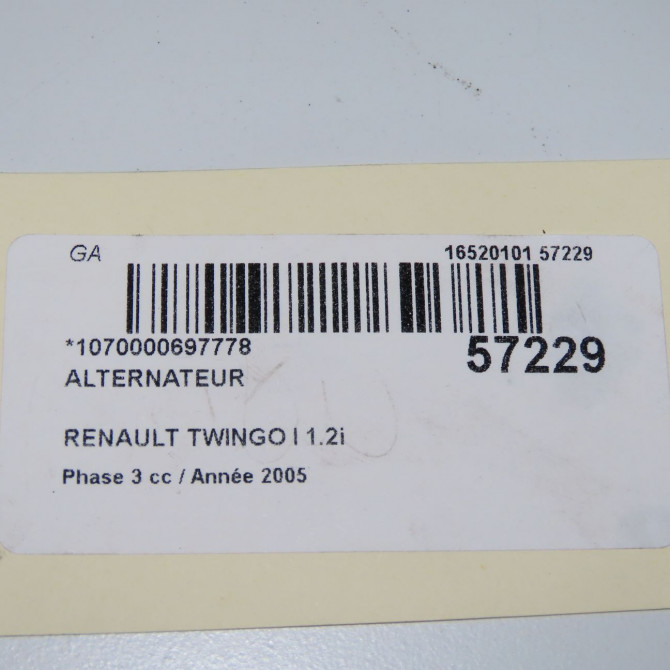 GA
16520101 57229
*1070000697778
57229
ALTERNATEUR
RENAULT TWINGO I 1.2i
Phase 3 cc / Année 2005